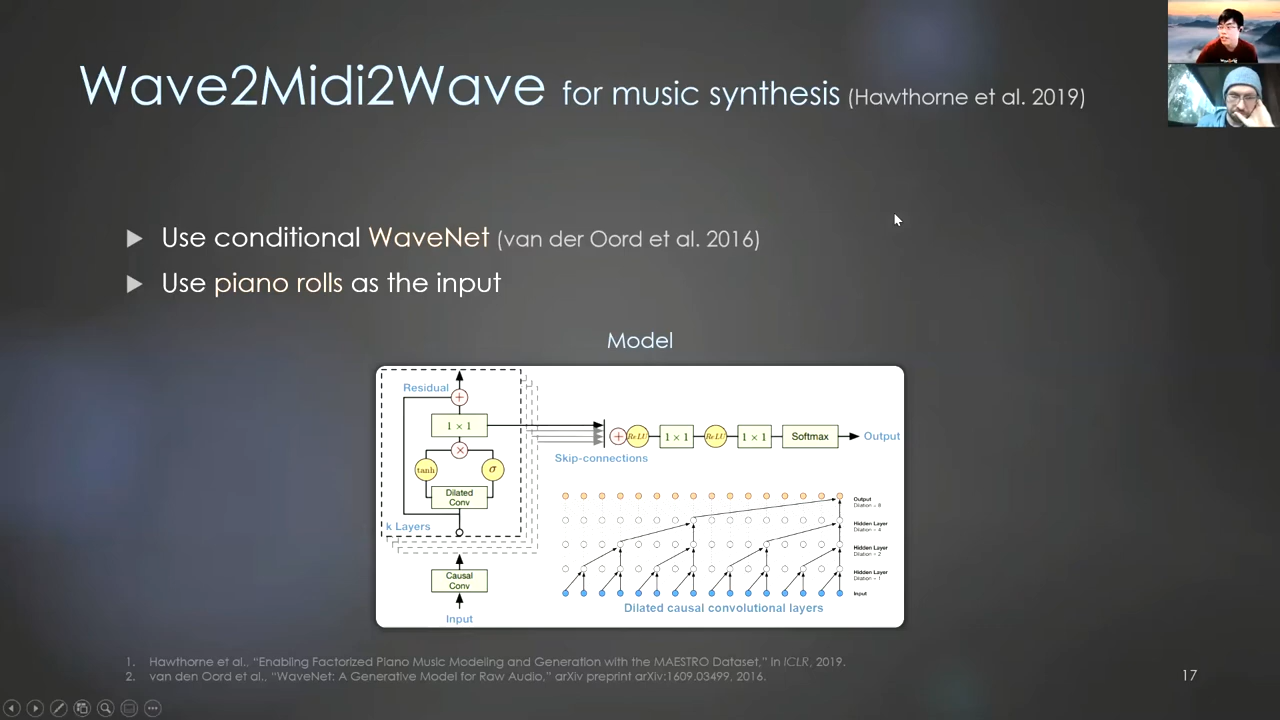 Wave2Midi2Wave for music synthesis (Hawthorne et al. 2019)
Use conditional WaveNet (van der Oord et al. 2016)
Use piano rolls as the input
Model
Residual
+
1 × 1
×
tanh
σ
Dilated
Conv
k Layers
Causal
Conv
Input
Skip-connections
+
ReLU
1 × 1
ReLU
1 × 1
Softmax
Output
Output
Dilation = 8
Hidden Layer
Dilation = 4
Hidden Layer
Dilation = 2
Hidden Layer
Dilation = 1
Input
Dilated causal convolutional layers
1. Hawthorne et al., “Enabling Factorized Piano Music Modeling and Generation with the MAESTRO Dataset,” In ICLR, 2019.
2. van den Oord et al., “WaveNet: A Generative Model for Raw Audio,” arXiv preprint arXiv:1609.03499, 2016.
17